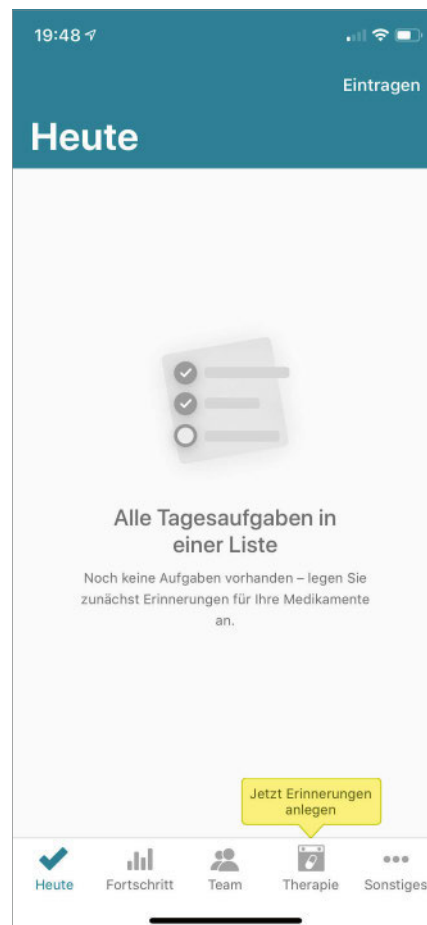 19:48
Eintragen
Heute
Alle Tagesaufgaben in
einer Liste
Noch keine Aufgaben vorhanden – legen Sie
zunächst Erinnerungen für Ihre Medikamente
an.
Jetzt Erinnerungen
anlegen
Heute Fortschritt Team Therapie Sonstiges